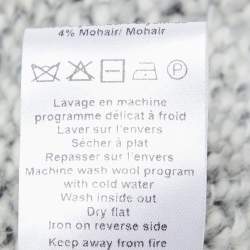 4% Mohair/ Mohair
P
Lavage en machine
programme délicat à froid
Laver sur l'envers
Sécher à plat
Repasser sur l'envers
Machine wash wool program
with cold water
Wash inside out
Dry flat
Iron on reverse side
Keep away from fire